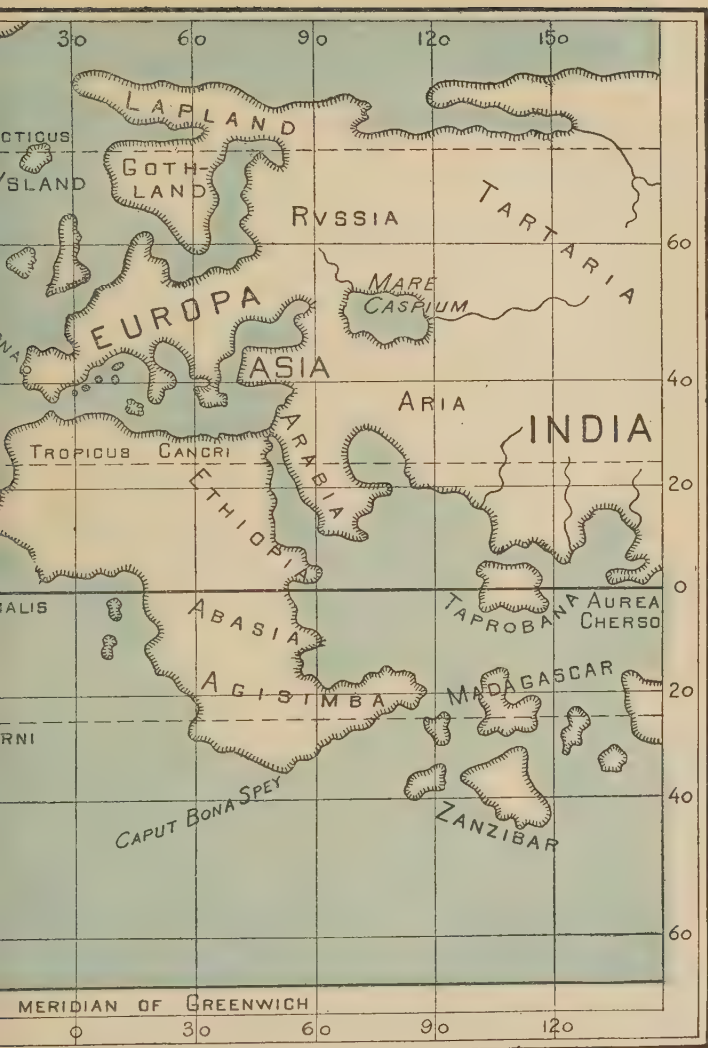 30 60 90 120 150
LAPLAND
CTICUS
YSLAND
GOTH-
LAND
RVSSIA
TARTARIA
60
MARE
CASPIUM
EUROPA
ASIA
40
ARIA
INDIA
ARABIA
TROPICUS CANCRI
20
ETHIOPIA
0
ALIS
ABASIA
TAPROBANA
AUREA
CHERSO
AGISIMBA
MADAGASCAR
20
RNI
CAPUT BONA SPEY
40
ZANZIBAR
60
MERIDIAN OF GREENWICH
0 30 60 90 120